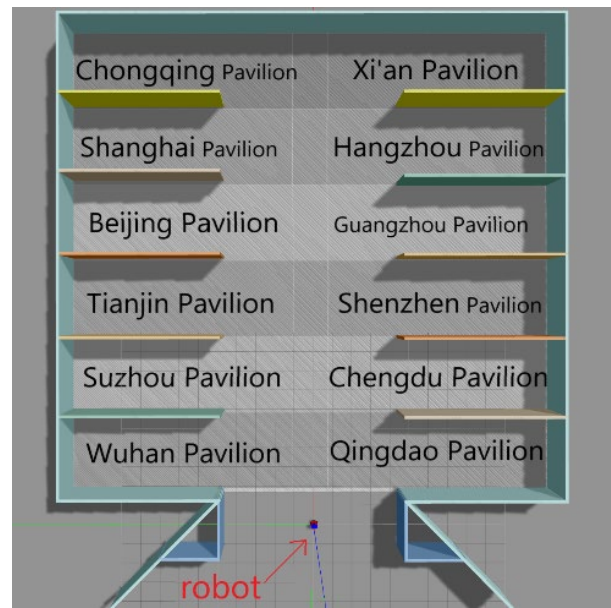 Chongqing Pavilion Xi'an Pavilion
Shanghai Pavilion Hangzhou Pavilion
Beijing Pavilion Guangzhou Pavilion
Tianjin Pavilion Shenzhen Pavilion
Suzhou Pavilion Chengdu Pavilion
Wuhan Pavilion Qingdao Pavilion
robot